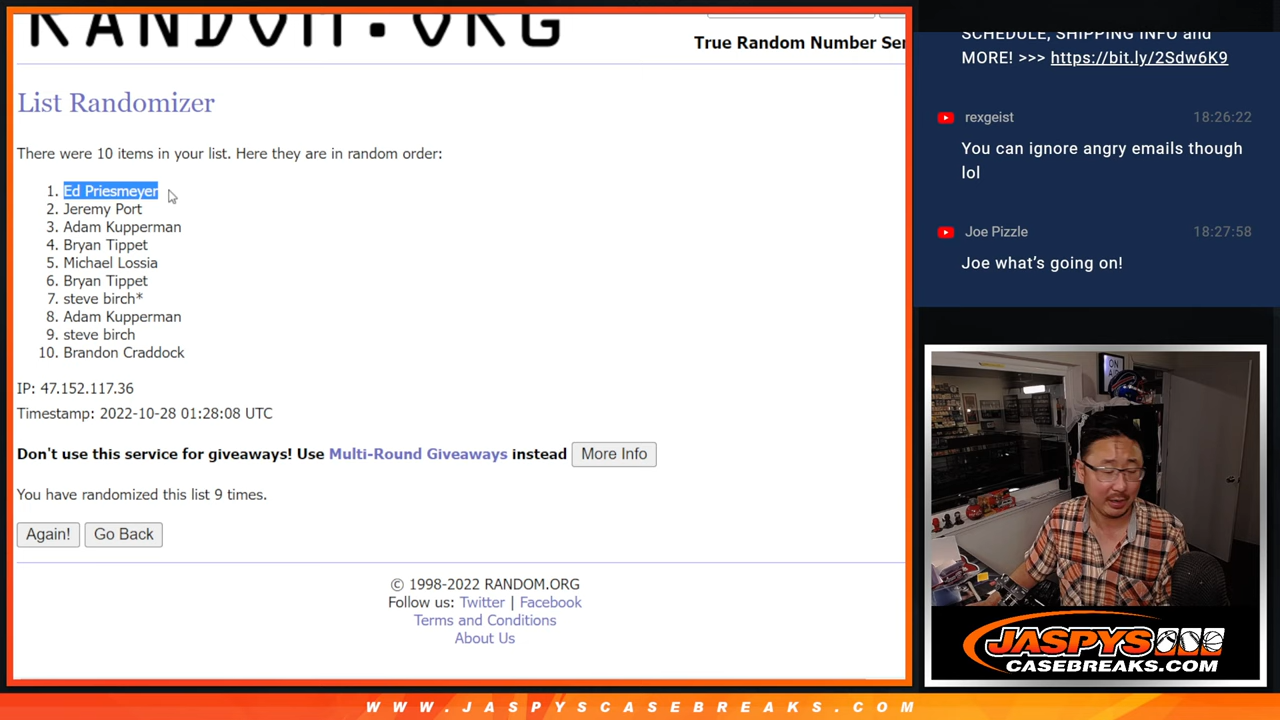 RANDOM.ORG
True Random Number Ser
List Randomizer
There were 10 items in your list. Here they are in random order:
1. Ed Priesmeyer
2. Jeremy Port
3. Adam Kupperman
4. Bryan Tippet
5. Michael Lossia
6. Bryan Tippet
7. steve birch*
8. Adam Kupperman
9. steve birch
10. Brandon Craddock
IP: 47.152.117.36
Timestamp: 2022-10-28 01:28:08 UTC
Don't use this service for giveaways! Use Multi-Round Giveaways instead More Info
You have randomized this list 9 times.
Again! Go Back
© 1998-2022 RANDOM.ORG
Follow us: Twitter | Facebook
Terms and Conditions
About Us
SCHEDULE, SHIPPING INFO and
MORE! >>> https://bit.ly/2Sdw6K9
rexgeist 18:26:22
You can ignore angry emails though
lol
Joe Pizzle 18:27:58
Joe what's going on!
ON
AIR
JASPYS
CASEBREAKS.COM
WWW.JASPYSCASEBREAKS.COM